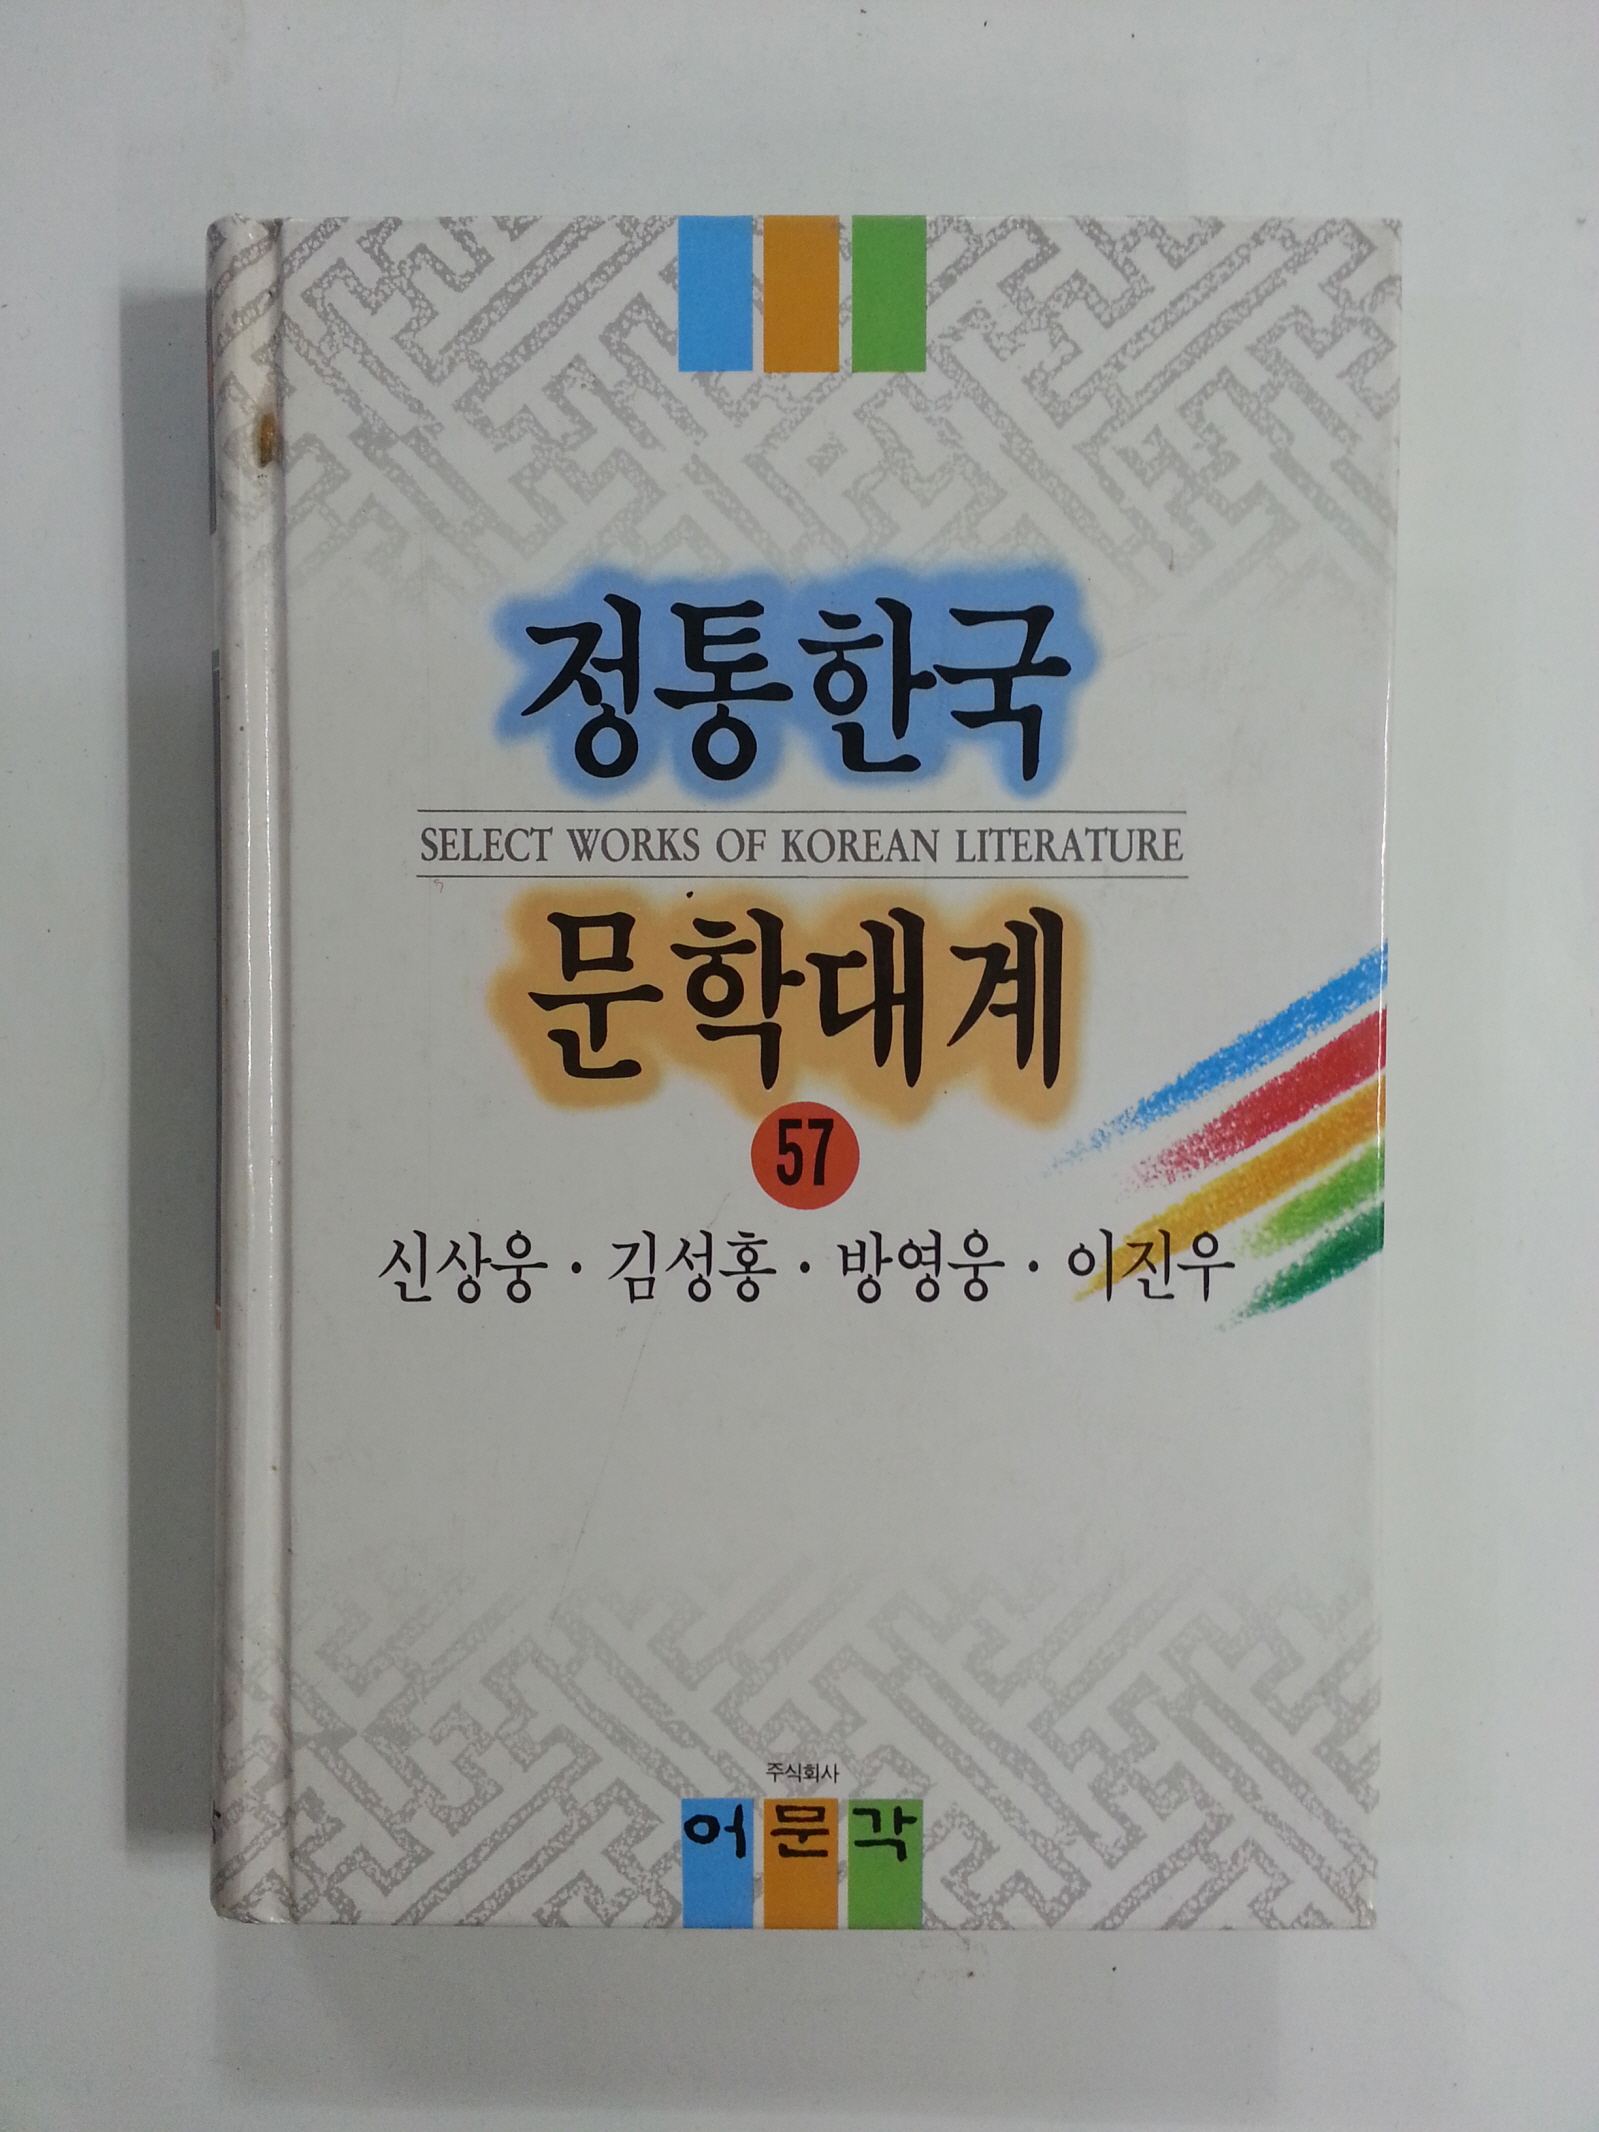 정통한국
SELECT WORKS OF KOREAN LITERATURE
문학대계
57
신상웅·김성홍·방영웅·이진우
주식회사
어문각